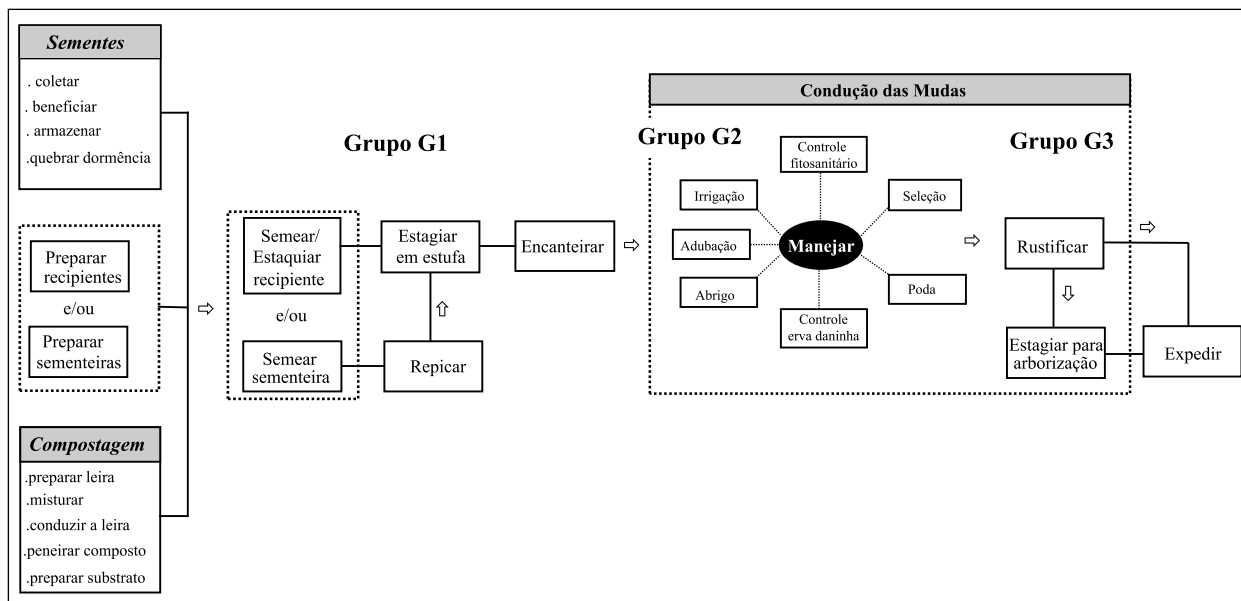 Sementes
. coletar
. beneficiar
. armazenar
.quebrar dormência
Preparar
recipientes
e/ou
Preparar
sementeiras
Compostagem
.preparar leira
.misturar
.conduzir a leira
.peneirar composto
.preparar substrato
Grupo G1
Semear/
Estaquiar
recipiente
e/ou
Semear
sementeira
Estagiar
em estufa
Repicar
Encanteirar
Condução das Mudas
Grupo G2
Controle
fitosanitário
Irrigação
Seleção
Adubação
Manejar
Abrigo
Poda
Controle
erva daninha
Grupo G3
Rustificar
Estagiar para
arborização
Expedir